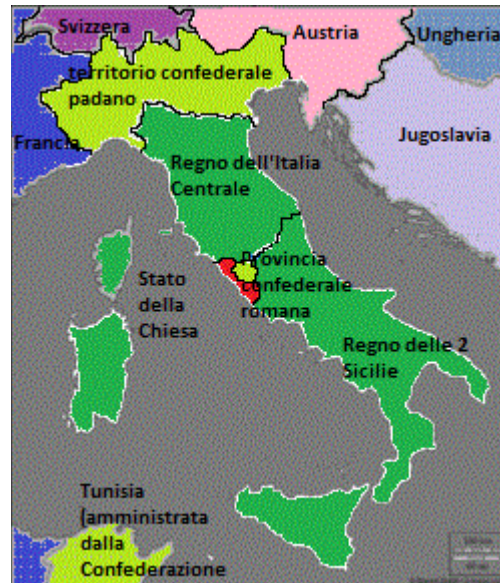 Svizzera
Austria
Ungheria
territorio confederale
padano
Francia
Jugoslavia
Regno dell'Italia
Centrale
Provincia
confederale
romana
Stato
della
Chiesa
Regno delle 2
Sicilie
Tunisia
(amministrata
dalla
Confederazione